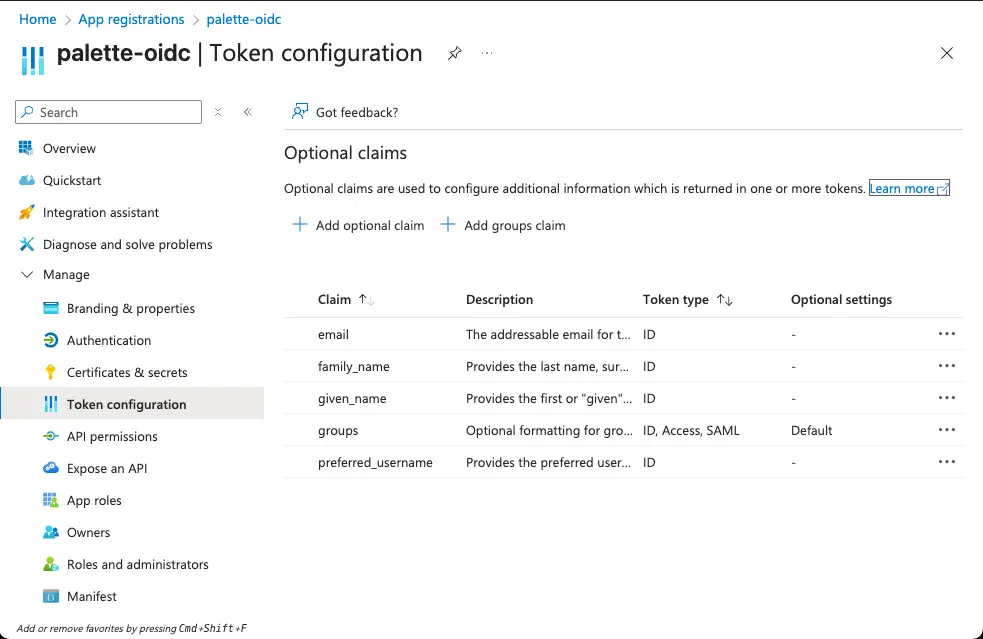 Home > App registrations > palette-oidc
palette-oidc | Token configuration ...
Search
Got feedback?
Overview
Quickstart
Integration assistant
Diagnose and solve problems
Manage
Branding & properties
Authentication
Certificates & secrets
Token configuration
API permissions
Expose an API
App roles
Owners
Roles and administrators
Manifest
Add or remove favorites by pressing Cmd+Shift+F
Optional claims
Optional claims are used to configure additional information which is returned in one or more tokens. Learn more
Add optional claim Add groups claim
Claim Description Token type Optional settings
email The addressable email for t... ID -
family_name Provides the last name, sur... ID -
given_name Provides the first or "given"... ID -
groups Optional formatting for gro... ID, Access, SAML Default
preferred_username Provides the preferred user... ID -